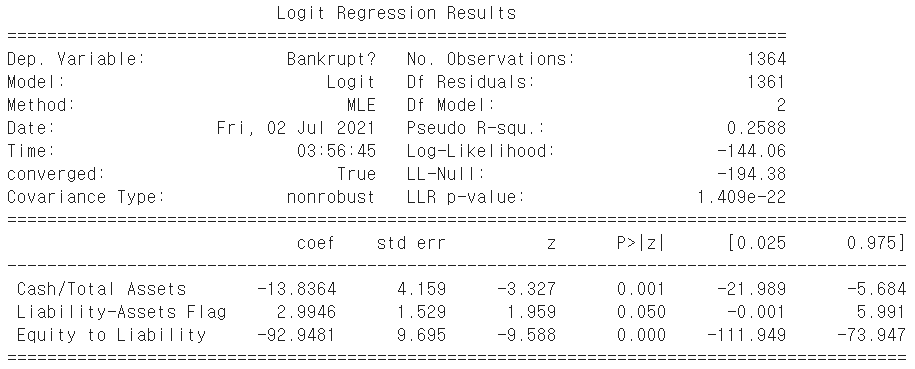 Logit Regression Results
==============================================================================
Dep. Variable: Bankrupt? No. Observations: 1364
Model: Logit Df Residuals: 1361
Method: MLE Df Model: 2
Date: Fri, 02 Jul 2021 Pseudo R-squ.: 0.2588
Time: 03:56:45 Log-Likelihood: -144.06
converged: True LL-Null: -194.38
Covariance Type: nonrobust LLR p-value: 1.409e-22
==========================================================================================
coef std err z P>|z| [0.025 0.975]
------------------------------------------------------------------------------------------
Cash/Total Assets -13.8364 4.159 -3.327 0.001 -21.989 -5.684
Liability-Assets Flag 2.9946 1.529 1.959 0.050 -0.001 5.991
Equity to Liability -92.9481 9.695 -9.588 0.000 -111.949 -73.947
==========================================================================================